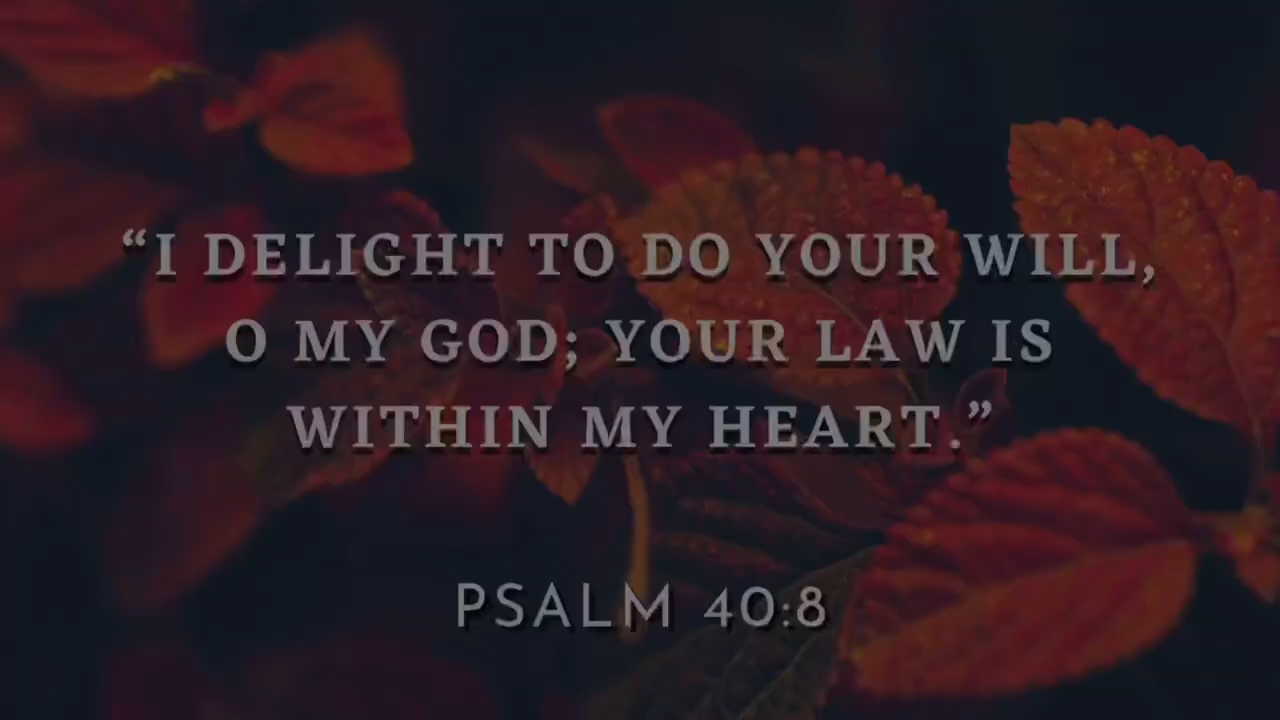 “I DELIGHT TO DO YOUR WILL,
O MY GOD; YOUR LAW IS
WITHIN MY HEART.”
PSALM 40:8